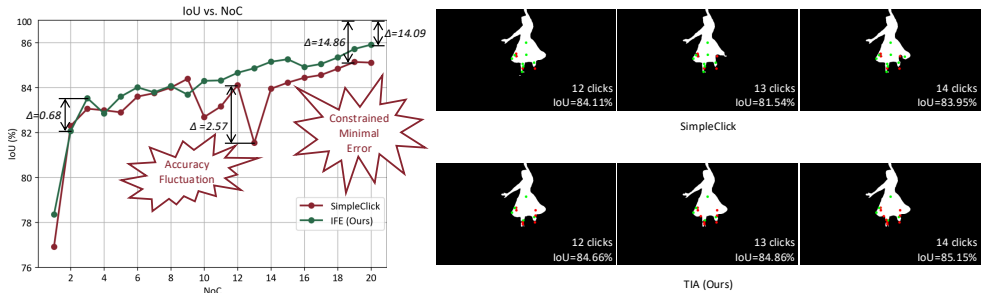 IoU vs. NoC
100
86
84
82
80
78
76
IoU (%)
2
4
6
8
10
12
14
16
18
20
NoC
Δ=0.68
Δ=2.57
Δ=14.86
Δ=14.09
Accuracy
Fluctuation
Constrained
Minimal
Error
SimpleClick
IFE (Ours)
12 clicks
IoU=84.11%
13 clicks
IoU=81.54%
14 clicks
IoU=83.95%
SimpleClick
12 clicks
IoU=84.66%
13 clicks
IoU=84.86%
14 clicks
IoU=85.15%
TIA (Ours)